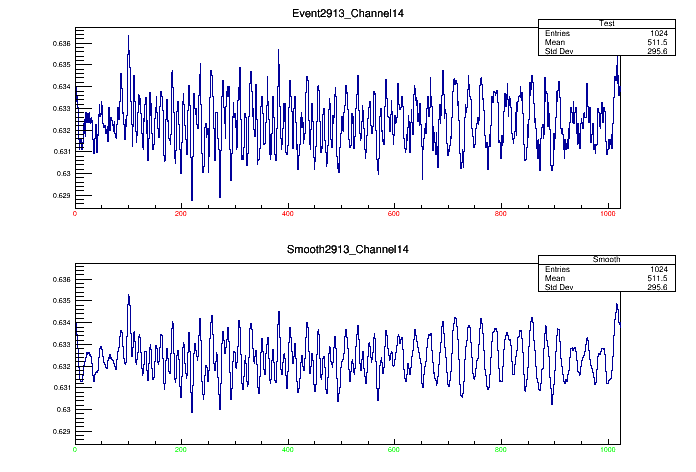 Event2913_Channel14
Test
Entries 1024
Mean 511.5
Std Dev 295.6
0.636
0.635
0.634
0.633
0.632
0.631
0.630
0.629
0 200 400 600 800 1000
Smooth2913_Channel14
Smooth
Entries 1024
Mean 511.5
Std Dev 295.6
0.636
0.635
0.634
0.633
0.632
0.631
0.63
0.629
0 200 400 600 800 1000